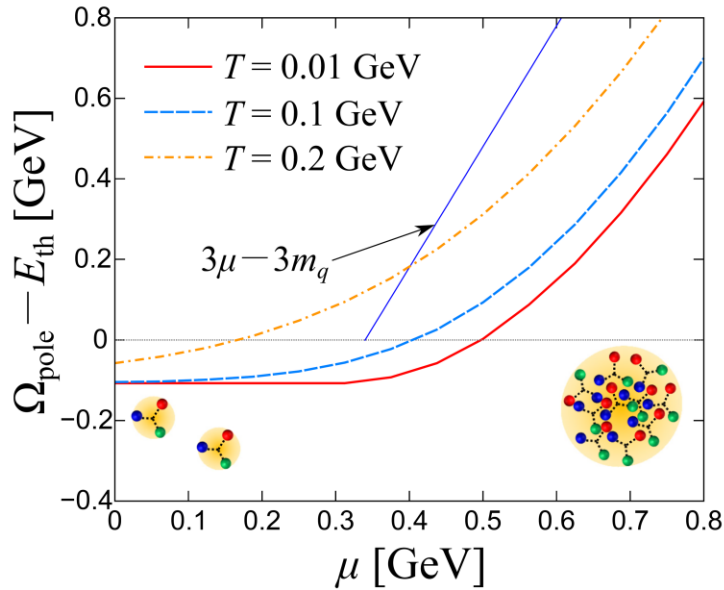 0.8
0.6
0.4
0.2
0
−0.2
−0.4
Ω_pole − E_th [GeV]
T = 0.01 GeV
T = 0.1 GeV
T = 0.2 GeV
3μ−3m_q
0 0.1 0.2 0.3 0.4 0.5 0.6 0.7 0.8
μ [GeV]